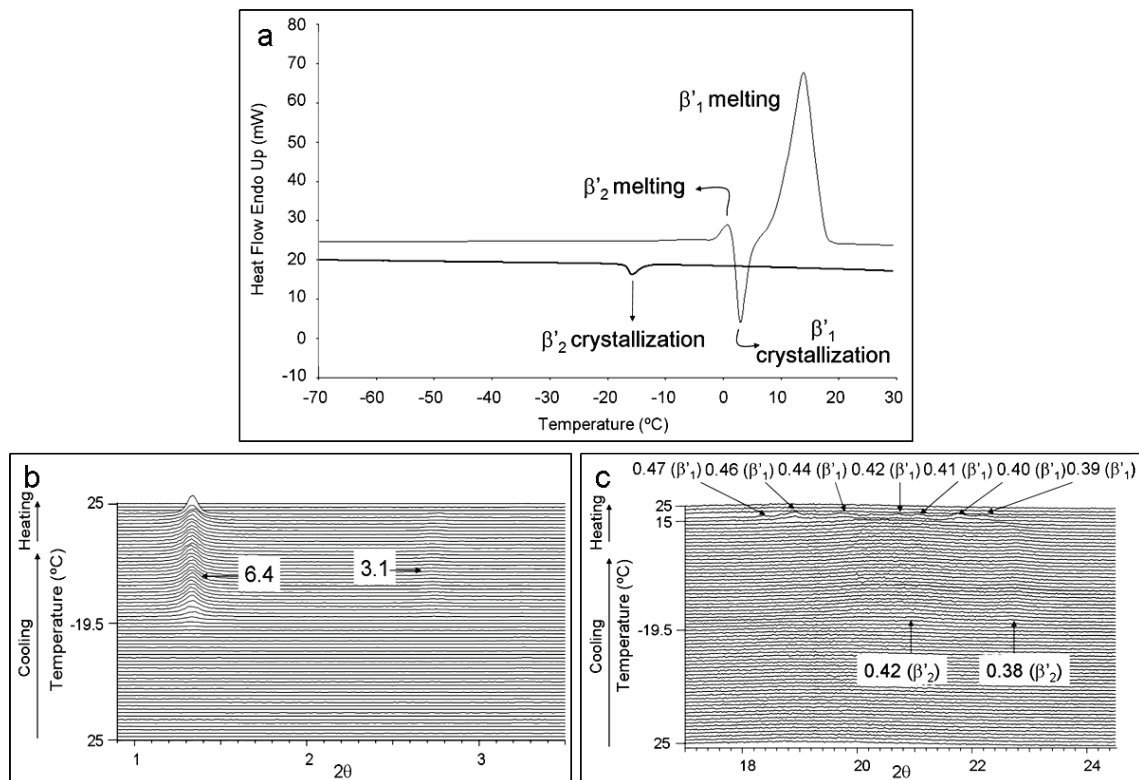 a
80
70
60
50
40
30
20
10
0
-10
Heat Flow Endo Up (mW)
β'₁ melting
β'₂ melting
β'₂ crystallization
β'₁
crystallization
-70 -60 -50 -40 -30 -20 -10 0 10 20 30
Temperature (ºC)
b
25
-19.5
25
Heating
Cooling
Temperature (ºC)
6.4
3.1
1 2 3
2θ
c
0.47 (β'₁) 0.46 (β'₁) 0.44 (β'₁) 0.42 (β'₁) 0.41 (β'₁) 0.40 (β'₁) 0.39 (β'₁)
25
15
-19.5
25
Heating
Cooling
Temperature (ºC)
0.42 (β'₂)
0.38 (β'₂)
18 20 22 24
2θ